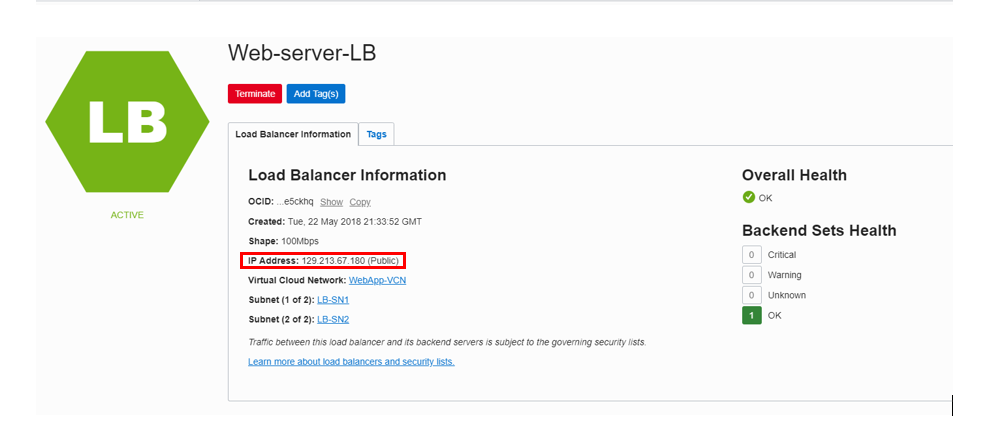 Web-server-LB
Terminate
Add Tag(s)
LB
ACTIVE
Load Balancer Information
Tags
Load Balancer Information
OCID: ...e5ckhq Show Copy
Created: Tue, 22 May 2018 21:33:52 GMT
Shape: 100Mbps
IP Address: 129.213.67.180 (Public)
Virtual Cloud Network: WebApp-VCN
Subnet (1 of 2): LB-SN1
Subnet (2 of 2): LB-SN2
Traffic between this load balancer and its backend servers is subject to the governing security lists.
Learn more about load balancers and security lists.
Overall Health
OK
Backend Sets Health
0 Critical
0 Warning
0 Unknown
1 OK